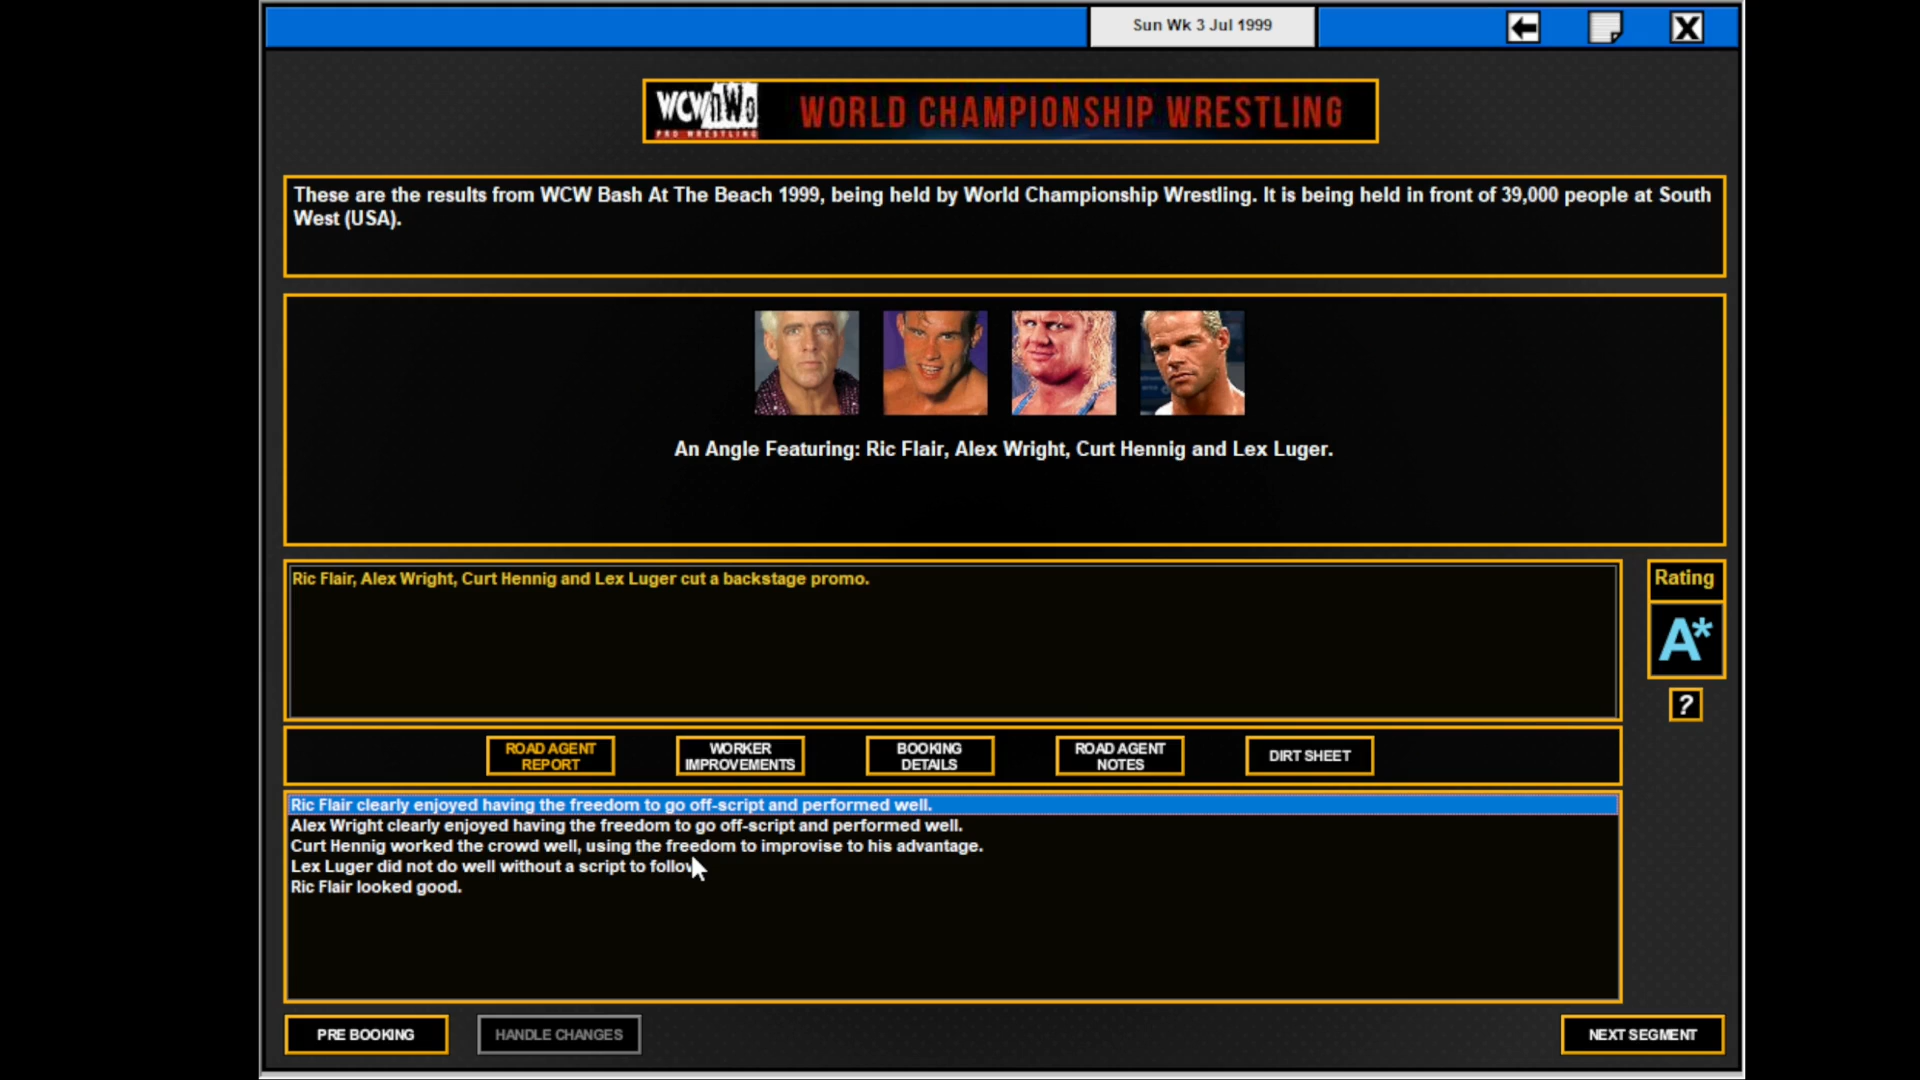 Sun Wk 3 Jul 1999
WCW nWo
PRO WRESTLING
WORLD CHAMPIONSHIP WRESTLING
These are the results from WCW Bash At The Beach 1999, being held by World Championship Wrestling. It is being held in front of 39,000 people at South
West (USA).
An Angle Featuring: Ric Flair, Alex Wright, Curt Hennig and Lex Luger.
Ric Flair, Alex Wright, Curt Hennig and Lex Luger cut a backstage promo.
Rating
A*
?
ROAD AGENT
REPORT
WORKER
IMPROVEMENTS
BOOKING
DETAILS
ROAD AGENT
NOTES
DIRT SHEET
Ric Flair clearly enjoyed having the freedom to go off-script and performed well.
Alex Wright clearly enjoyed having the freedom to go off-script and performed well.
Curt Hennig worked the crowd well, using the freedom to improvise to his advantage.
Lex Luger did not do well without a script to follow
Ric Flair looked good.
PRE BOOKING
HANDLE CHANGES
NEXT SEGMENT